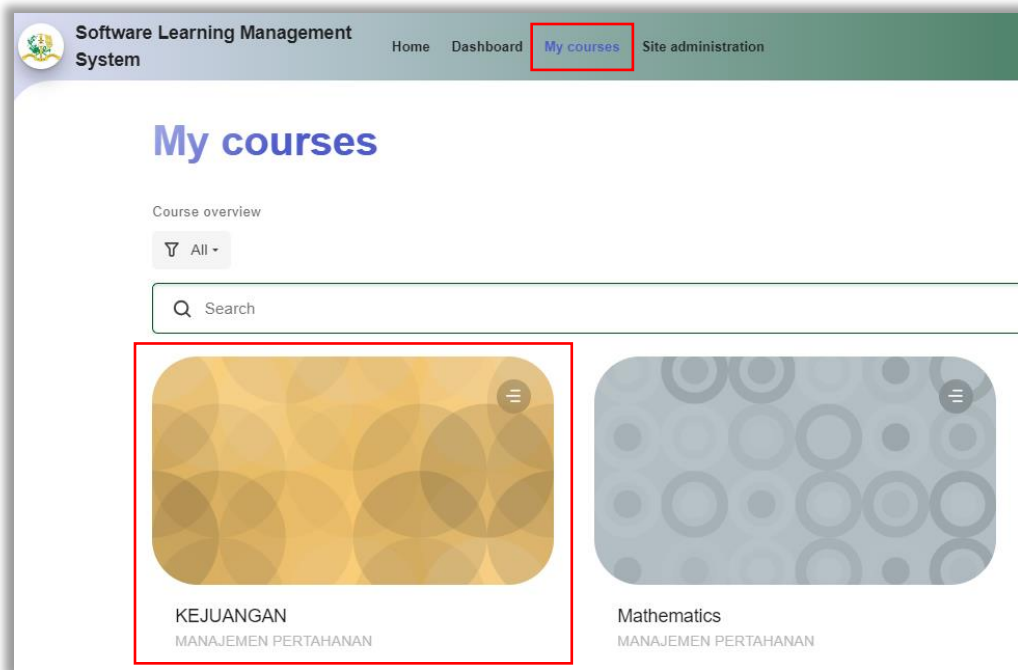 Software Learning Management
System
Home Dashboard My courses Site administration
My courses
Course overview
All
Search
KEJUANGAN
MANAJEMEN PERTAHANAN
Mathematics
MANAJEMEN PERTAHANAN